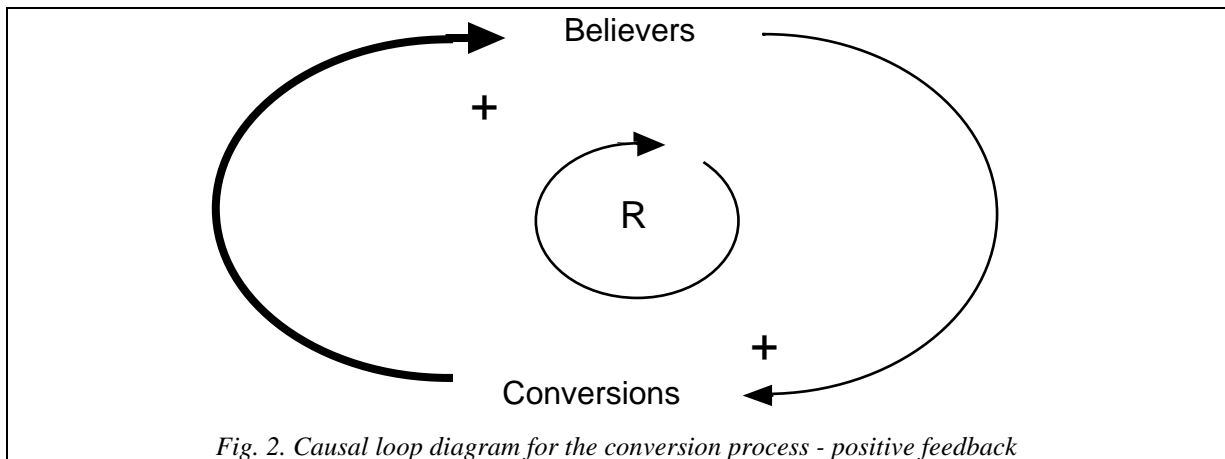 Believers
+
R
+
Conversions
Fig. 2. Causal loop diagram for the conversion process - positive feedback